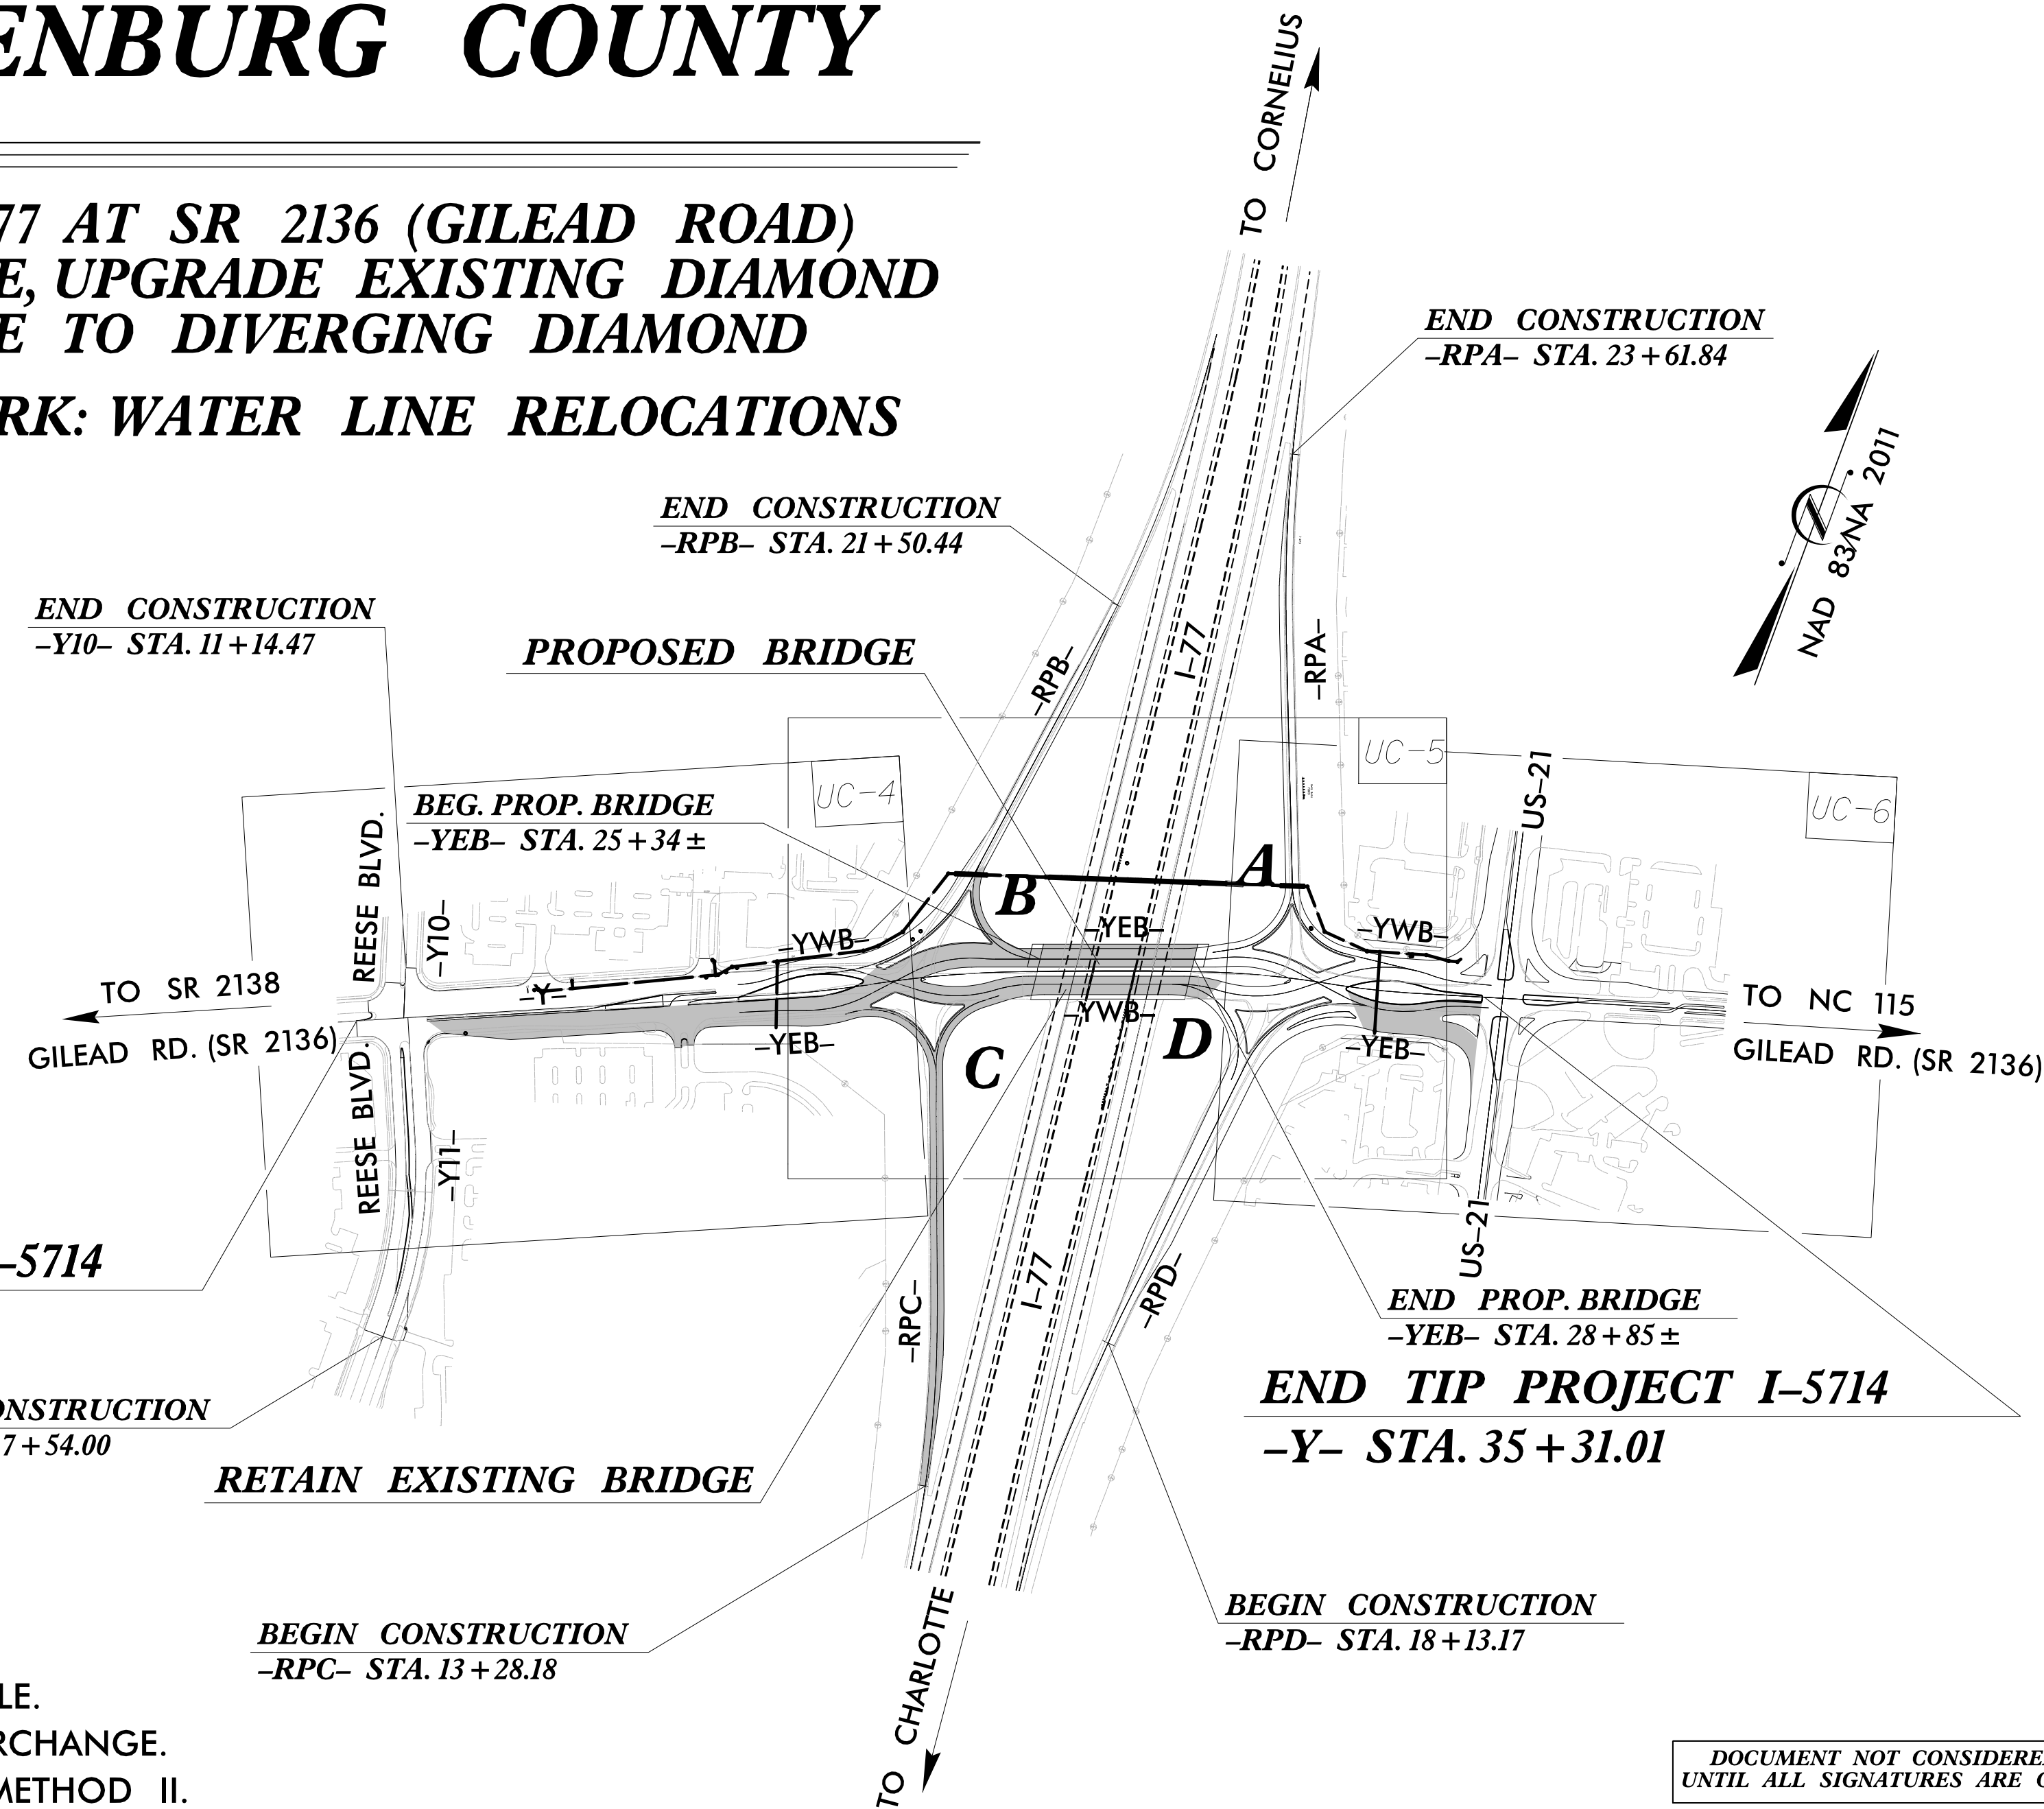 ENBURG COUNTY
77 AT SR 2136 (GILEAD ROAD)
E, UPGRADE EXISTING DIAMOND
E TO DIVERGING DIAMOND
RK: WATER LINE RELOCATIONS
TO CORNELIUS
END CONSTRUCTION
-RPA- STA. 23+61.84
NAD 83/NA 2011
END CONSTRUCTION
-RPB- STA. 21+50.44
END CONSTRUCTION
-Y10- STA. 11+14.47
PROPOSED BRIDGE
-RPB-
I-77
-RPA-
UC-5
UC-4
UC-6
US-21
BEG. PROP. BRIDGE
-YEB- STA. 25+34 ±
REESE BLVD.
-Y10-
B
A
-YWB-
-YEB-
-YWB-
TO SR 2138
GILEAD RD. (SR 2136)
-Y-
-YEB-
-YWB-
-YEB-
TO NC 115
GILEAD RD. (SR 2136)
C
D
REESE BLVD.
-Y11-
US-21
-5714
I-77
-RPC-
-RPD-
END PROP. BRIDGE
-YEB- STA. 28+85 ±
END TIP PROJECT I-5714
-Y- STA. 35+31.01
ONSTRUCTION
7+54.00
RETAIN EXISTING BRIDGE
BEGIN CONSTRUCTION
-RPC- STA. 13+28.18
BEGIN CONSTRUCTION
-RPD- STA. 18+13.17
TO CHARLOTTE
LE.
RCHANGE.
METHOD II.
DOCUMENT NOT CONSIDERE
UNTIL ALL SIGNATURES ARE C